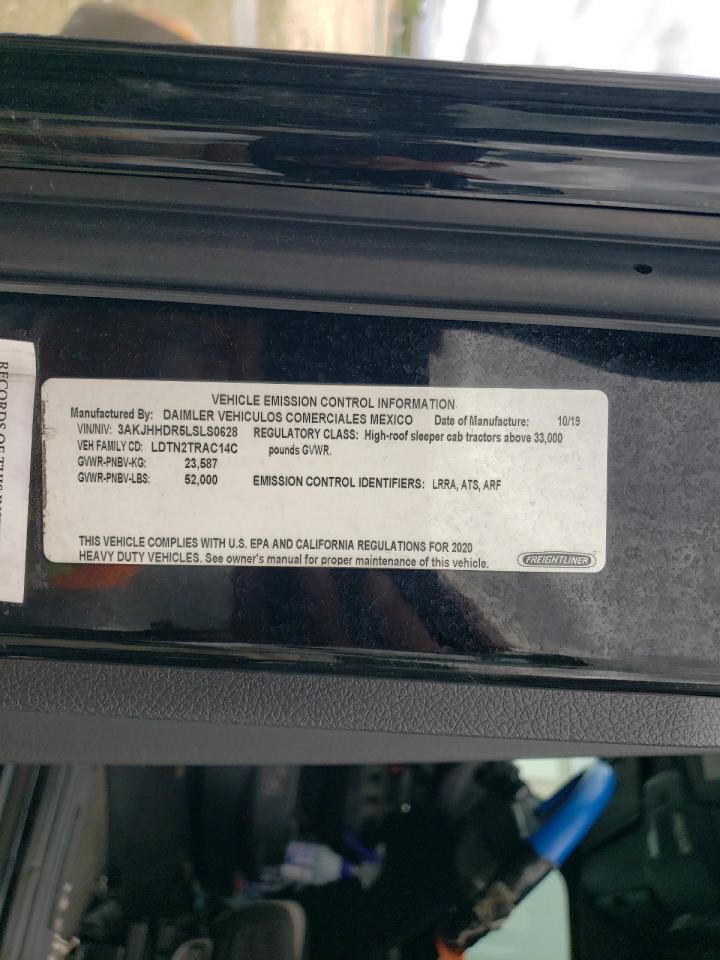 RECORDS OF THIS
VEHICLE EMISSION CONTROL INFORMATION
Manufactured By: DAIMLER VEHICULOS COMERCIALES MEXICO Date of Manufacture: 10/19
VIN/NIV: 3AKJHHDR5LSLS0628 REGULATORY CLASS: High-roof sleeper cab tractors above 33,000
VEH FAMILY CD: LDTN2TRAC14C pounds GVWR.
GVWR-PNBV-KG: 23,587
GVWR-PNBV-LBS: 52,000 EMISSION CONTROL IDENTIFIERS: LRRA, ATS, ARF
THIS VEHICLE COMPLIES WITH U.S. EPA AND CALIFORNIA REGULATIONS FOR 2020
HEAVY DUTY VEHICLES. See owner's manual for proper maintenance of this vehicle.
FREIGHTLINER